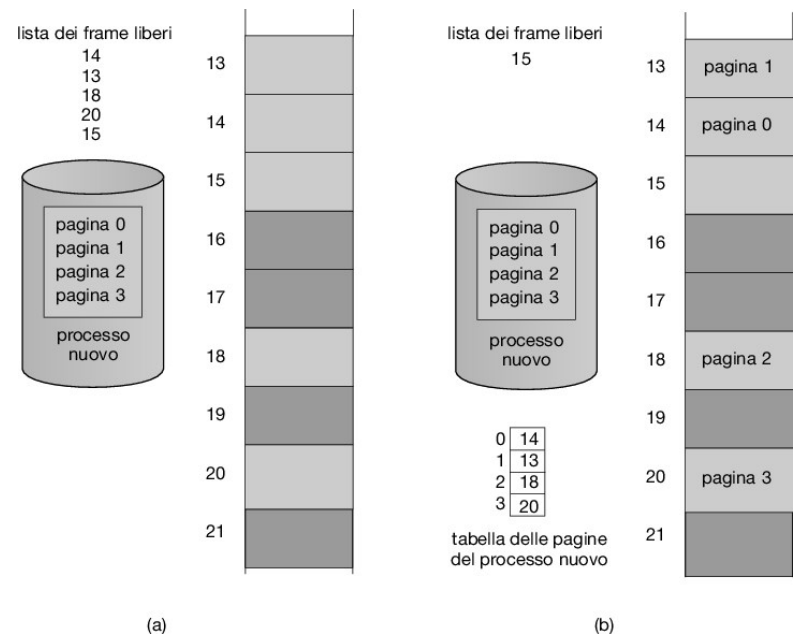 lista dei frame liberi
14
13
18
20
15
pagina 0
pagina 1
pagina 2
pagina 3
processo
nuovo
13
14
15
16
17
18
19
20
21
(a)
lista dei frame liberi
15
pagina 0
pagina 1
pagina 2
pagina 3
processo
nuovo
0 14
1 13
2 18
3 20
tabella delle pagine
del processo nuovo
13 pagina 1
14 pagina 0
15
16
17
18 pagina 2
19
20 pagina 3
21
(b)